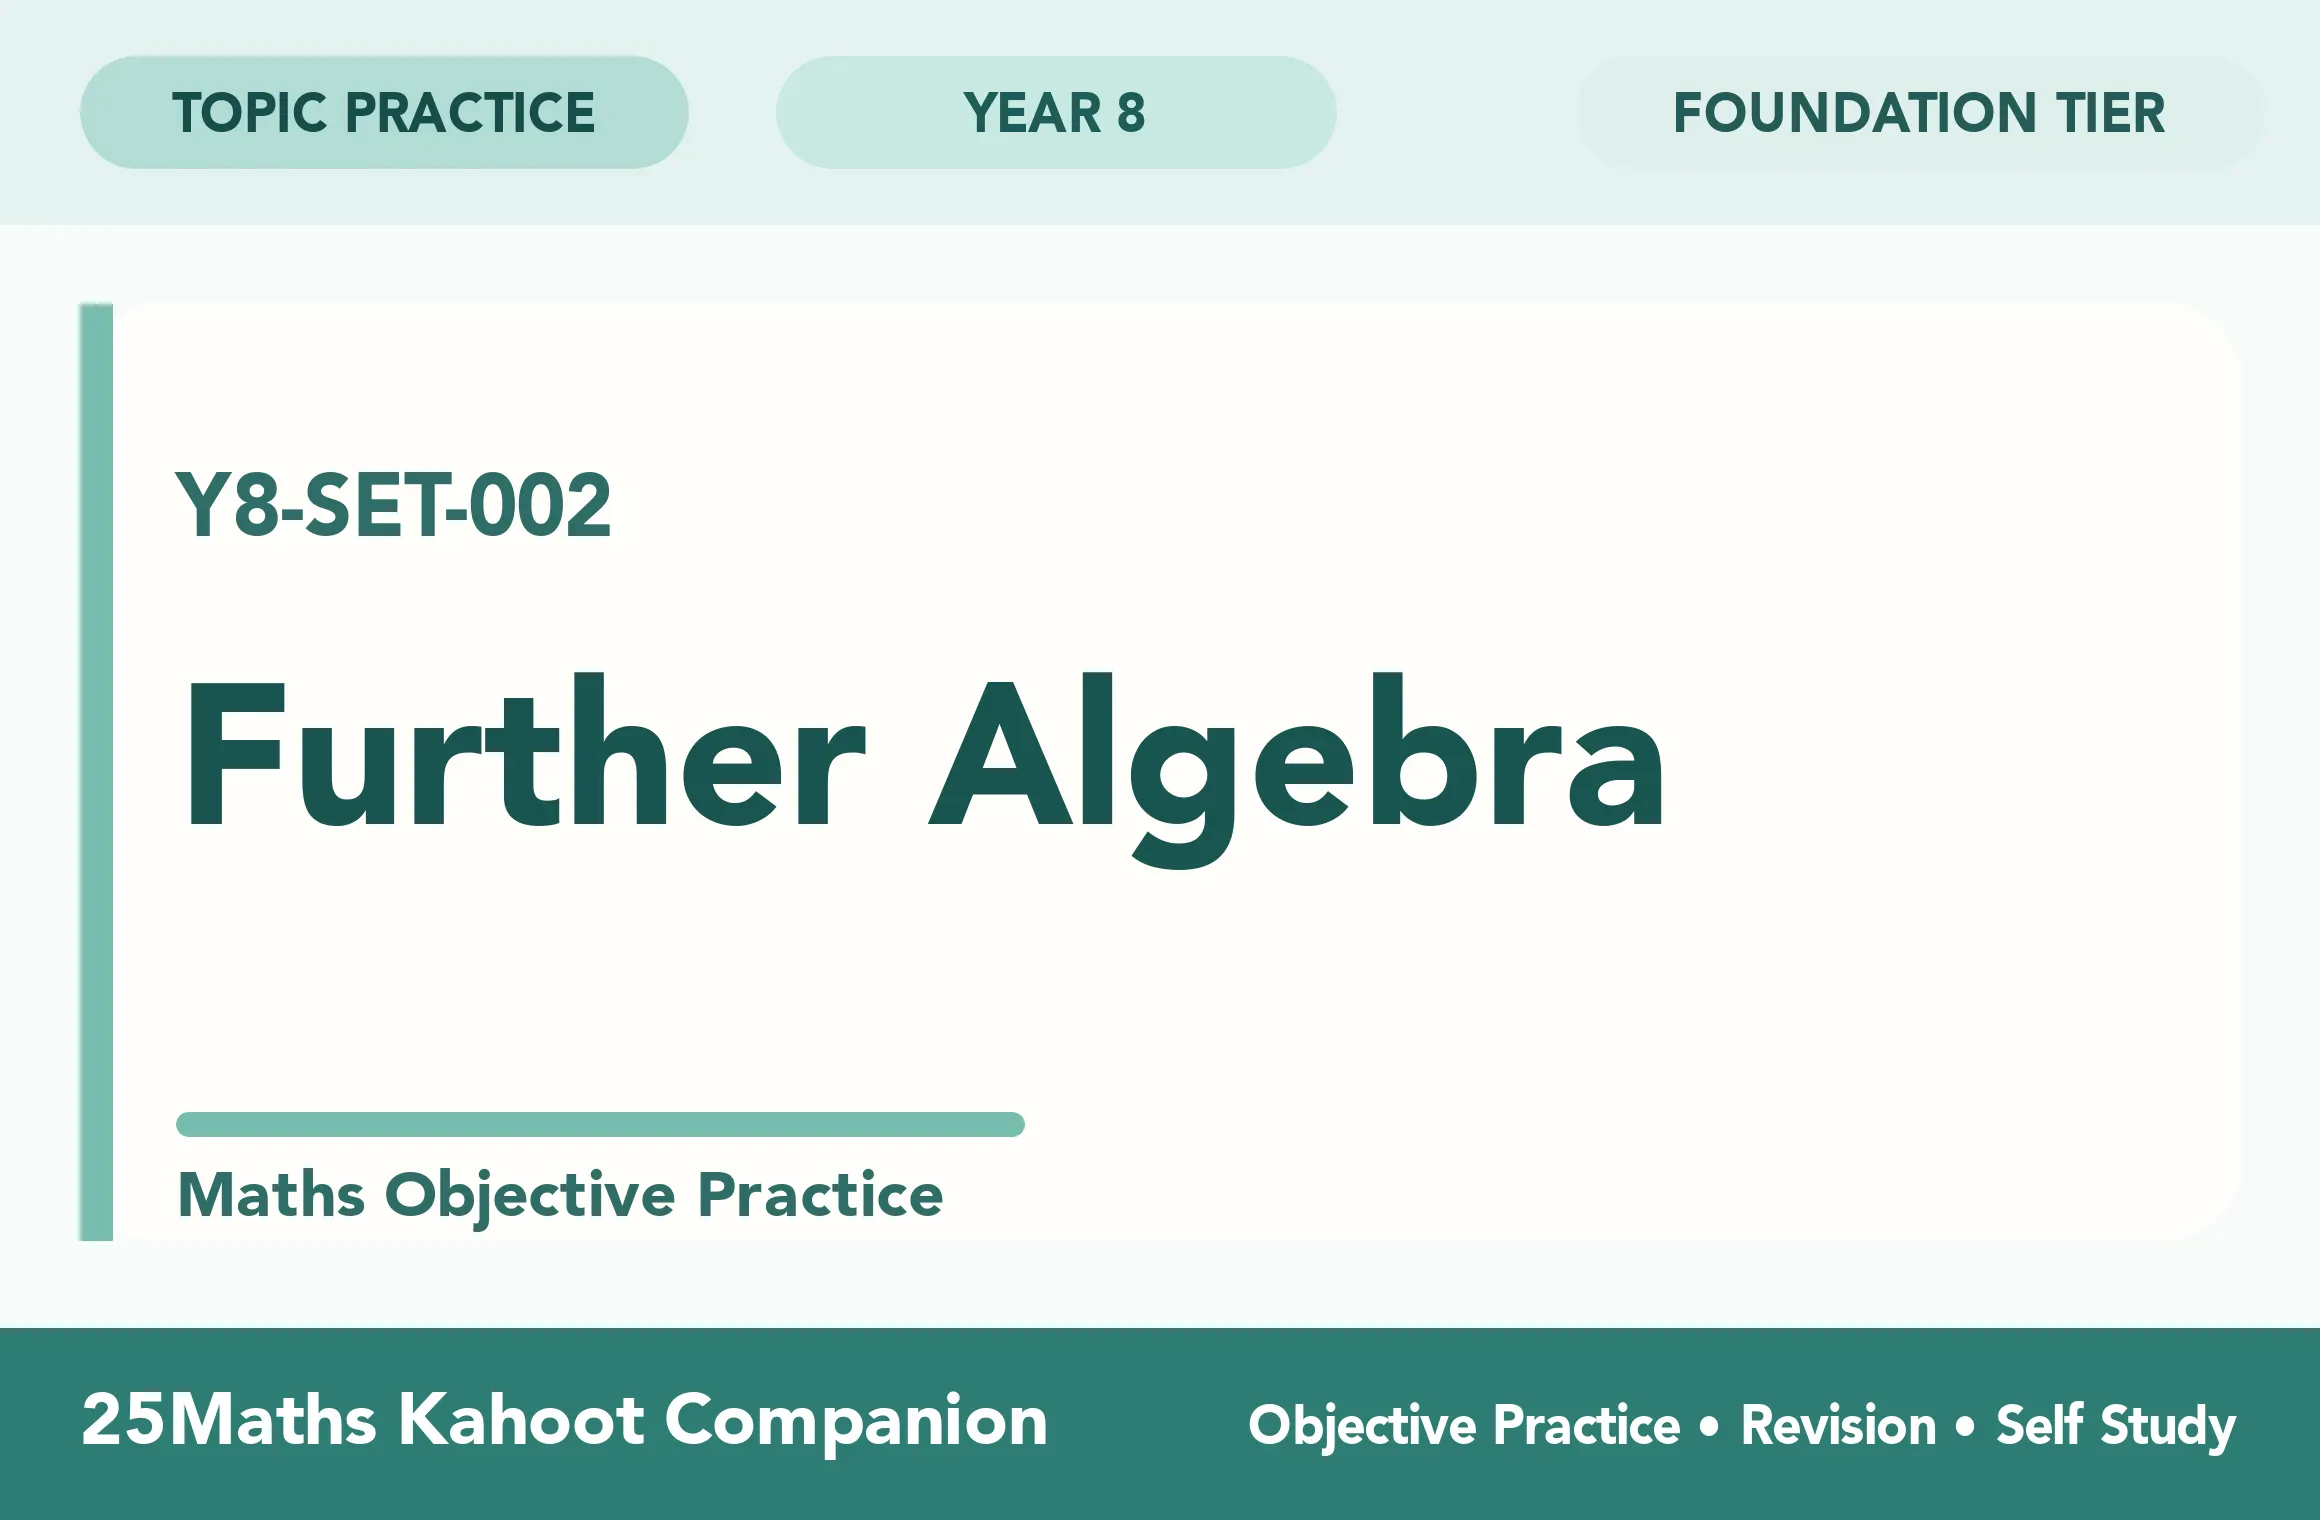 TOPIC PRACTICE
YEAR 8
FOUNDATION TIER
Y8-SET-002
Further Algebra
Maths Objective Practice
25Maths Kahoot Companion
Objective Practice • Revision • Self Study